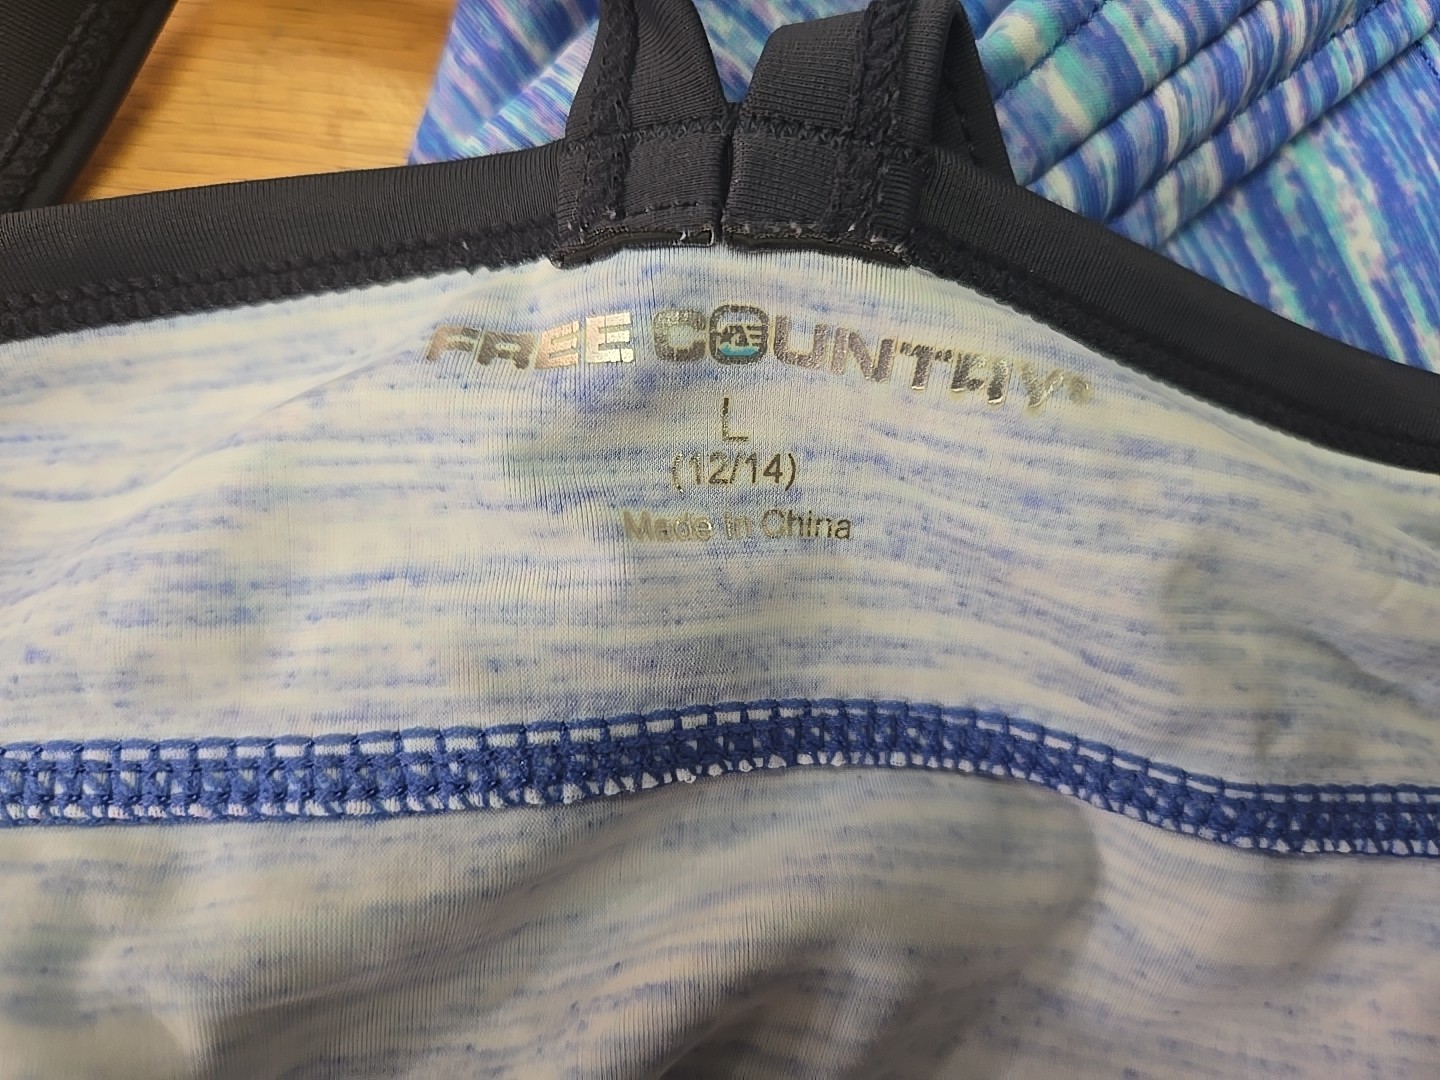 FREE COUNTRY®
L
(12/14)
Made in China